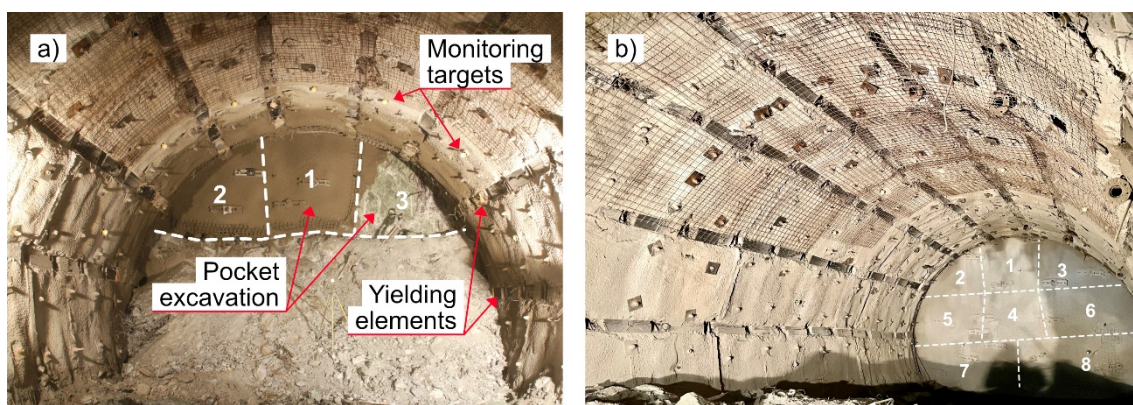 a)
Monitoring
targets
2
1
3
Pocket
excavation
Yielding
elements
b)
2
1
3
5
4
6
7
8